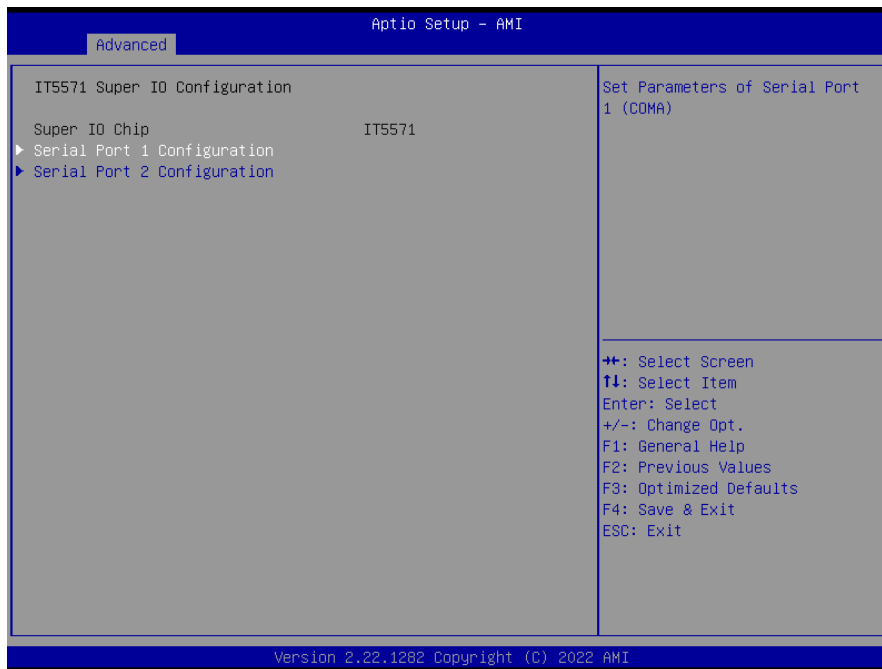 Aptio Setup – AMI
Advanced
IT5571 Super IO Configuration
Super IO Chip IT5571
Serial Port 1 Configuration
Serial Port 2 Configuration
Set Parameters of Serial Port
1 (COMA)
→←: Select Screen
↑↓: Select Item
Enter: Select
+/-: Change Opt.
F1: General Help
F2: Previous Values
F3: Optimized Defaults
F4: Save & Exit
ESC: Exit
Version 2.22.1282 Copyright (C) 2022 AMI